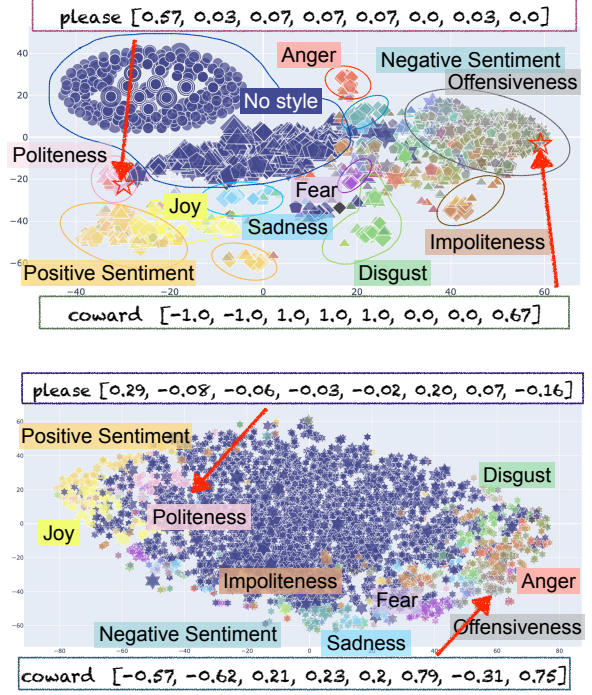 please [0.57, 0.03, 0.07, 0.07, 0.07, 0.0, 0.03, 0.0]
Anger
Negative Sentiment
Offensiveness
No style
Politeness
Fear
Joy
Sadness
Impoliteness
Positive Sentiment
Disgust
40
20
0
−20
−40
−40
−20
0
20
40
60
coward [-1.0, -1.0, 1.0, 1.0, 1.0, 0.0, 0.0, 0.67]
please [0.29, -0.08, -0.06, -0.03, -0.02, 0.20, 0.07, -0.16]
Positive Sentiment
Disgust
Politeness
Joy
Impoliteness
Anger
Fear
Offensiveness
Negative Sentiment
Sadness
60
40
20
0
−20
−40
−60
−80
−60
−40
−20
0
20
40
60
80
coward [-0.57, -0.62, 0.21, 0.23, 0.2, 0.79, -0.31, 0.75]